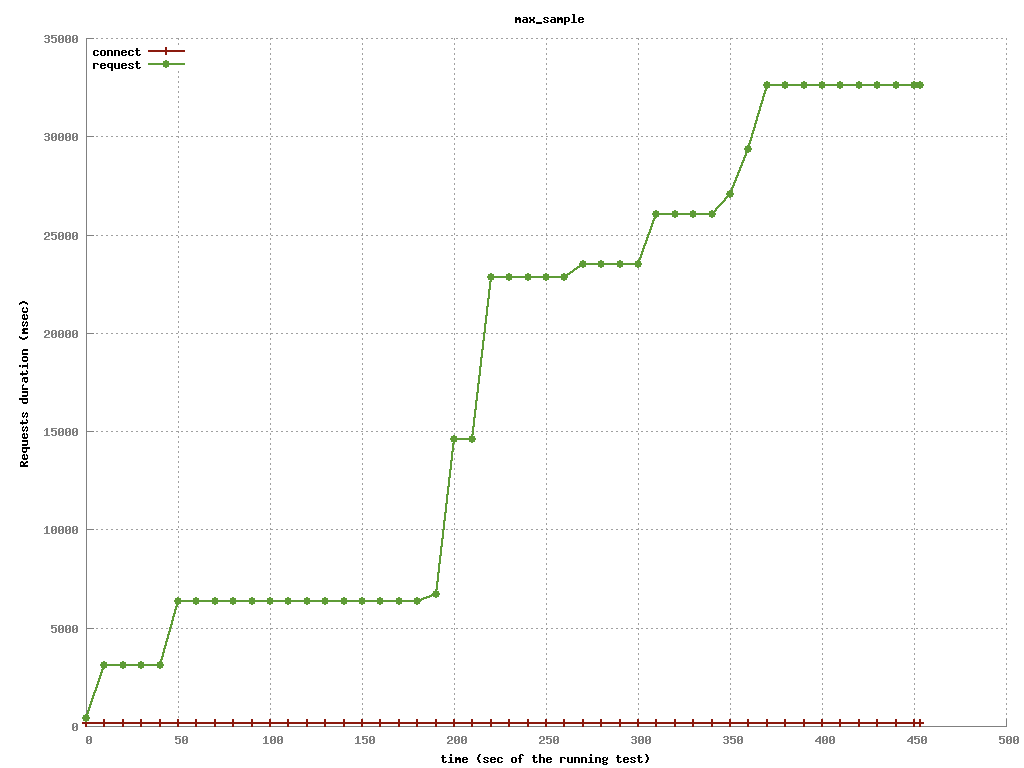 max_sample
connect
request
35000
30000
25000
20000
15000
10000
5000
0
Requests duration (msec)
0 50 100 150 200 250 300 350 400 450 500
time (sec of the running test)